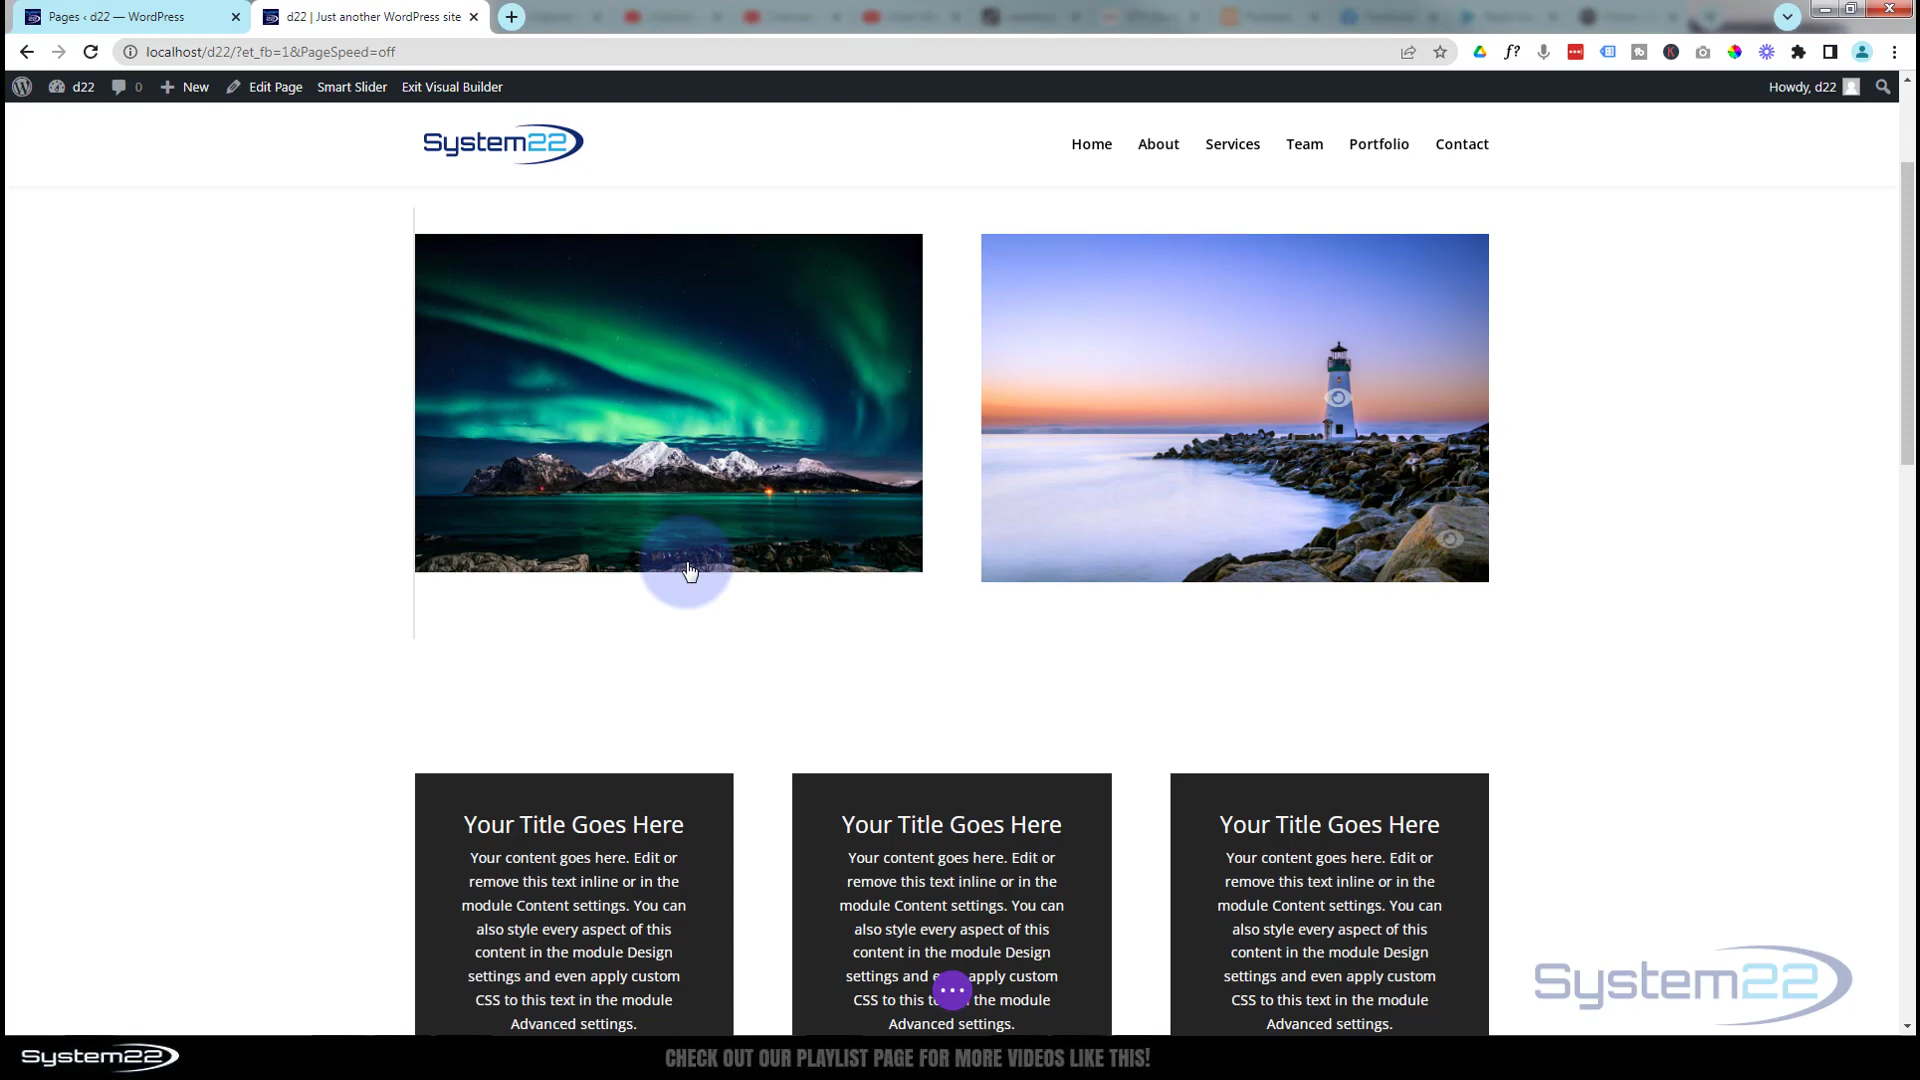 Pages ‹ d22 — WordPress
d22 | Just another WordPress site
localhost/d22/?et_fb=1&PageSpeed=off
d22 0 New Edit Page Smart Slider Exit Visual Builder Howdy, d22
System22 Home About Services Team Portfolio Contact
Your Title Goes Here
Your content goes here. Edit or
remove this text inline or in the
module Content settings. You can
also style every aspect of this
content in the module Design
settings and even apply custom
CSS to this text in the module
Advanced settings.
Your Title Goes Here
Your content goes here. Edit or
remove this text inline or in the
module Content settings. You can
also style every aspect of this
content in the module Design
settings and apply custom
CSS to this the module
Advanced settings.
Your Title Goes Here
Your content goes here. Edit or
remove this text inline or in the
module Content settings. You can
also style every aspect of this
content in the module Design
settings and even apply custom
CSS to this text in the module
Advanced settings.
System22
System22
CHECK OUT OUR PLAYLIST PAGE FOR MORE VIDEOS LIKE THIS!